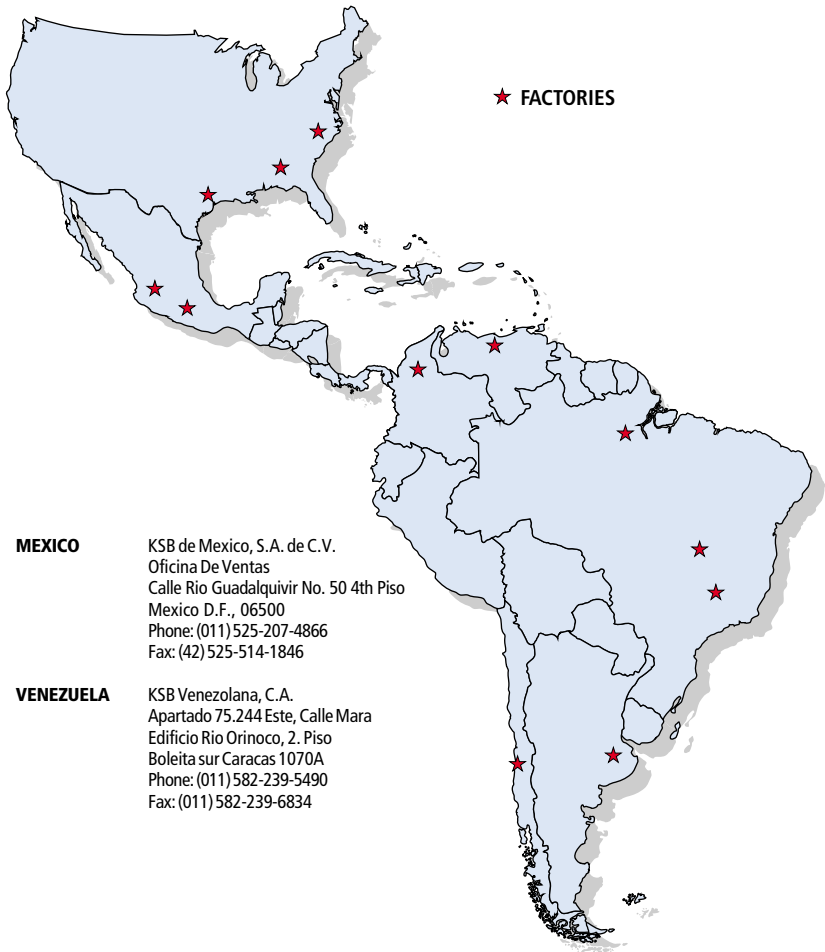 FACTORIES
MEXICO
KSB de Mexico, S.A. de C.V.
Oficina De Ventas
Calle Rio Guadalquivir No. 50 4th Piso
Mexico D.F., 06500
Phone: (011) 525-207-4866
Fax: (42) 525-514-1846
VENEZUELA
KSB Venezolana, C.A.
Apartado 75.244 Este, Calle Mara
Edificio Rio Orinoco, 2. Piso
Boleita sur Caracas 1070A
Phone: (011) 582-239-5490
Fax: (011) 582-239-6834